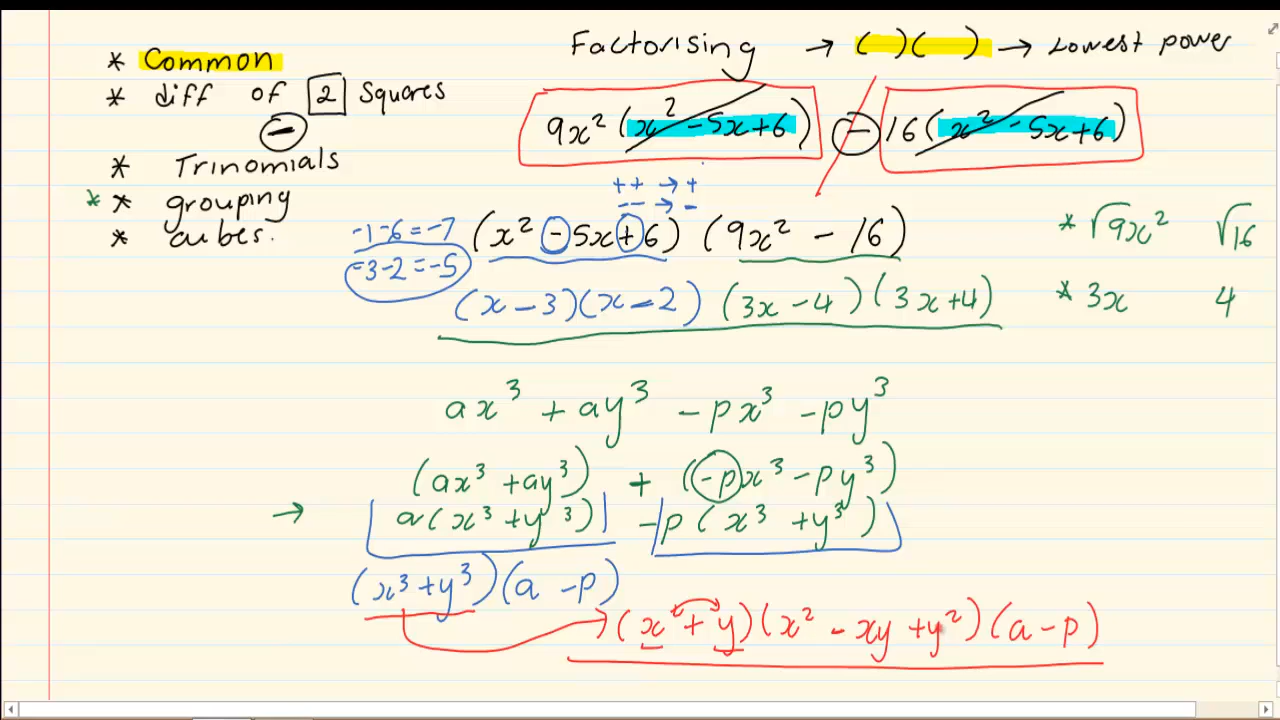 Factorising → ( )( ) → Lowest power
* Common
* diff of 2 Squares
−
* Trinomials
* * grouping
* cubes.
9x² (x² - 5x + 6) − 16 (x² - 5x + 6)
++ → +
-- → -
-1 -6 = -7
-3 -2 = -5
(x² - 5x + 6) (9x² - 16)
* √9x² √16
(x - 3)(x - 2) (3x - 4)(3x + 4)
* 3x 4
ax³ + ay³ - px³ - py³
(ax³ + ay³) + (-px³ - py³)
→ a(x³ + y³) -p(x³ + y³)
(x³ + y³)(a - p)
(x + y)(x² - xy + y²)(a - p)